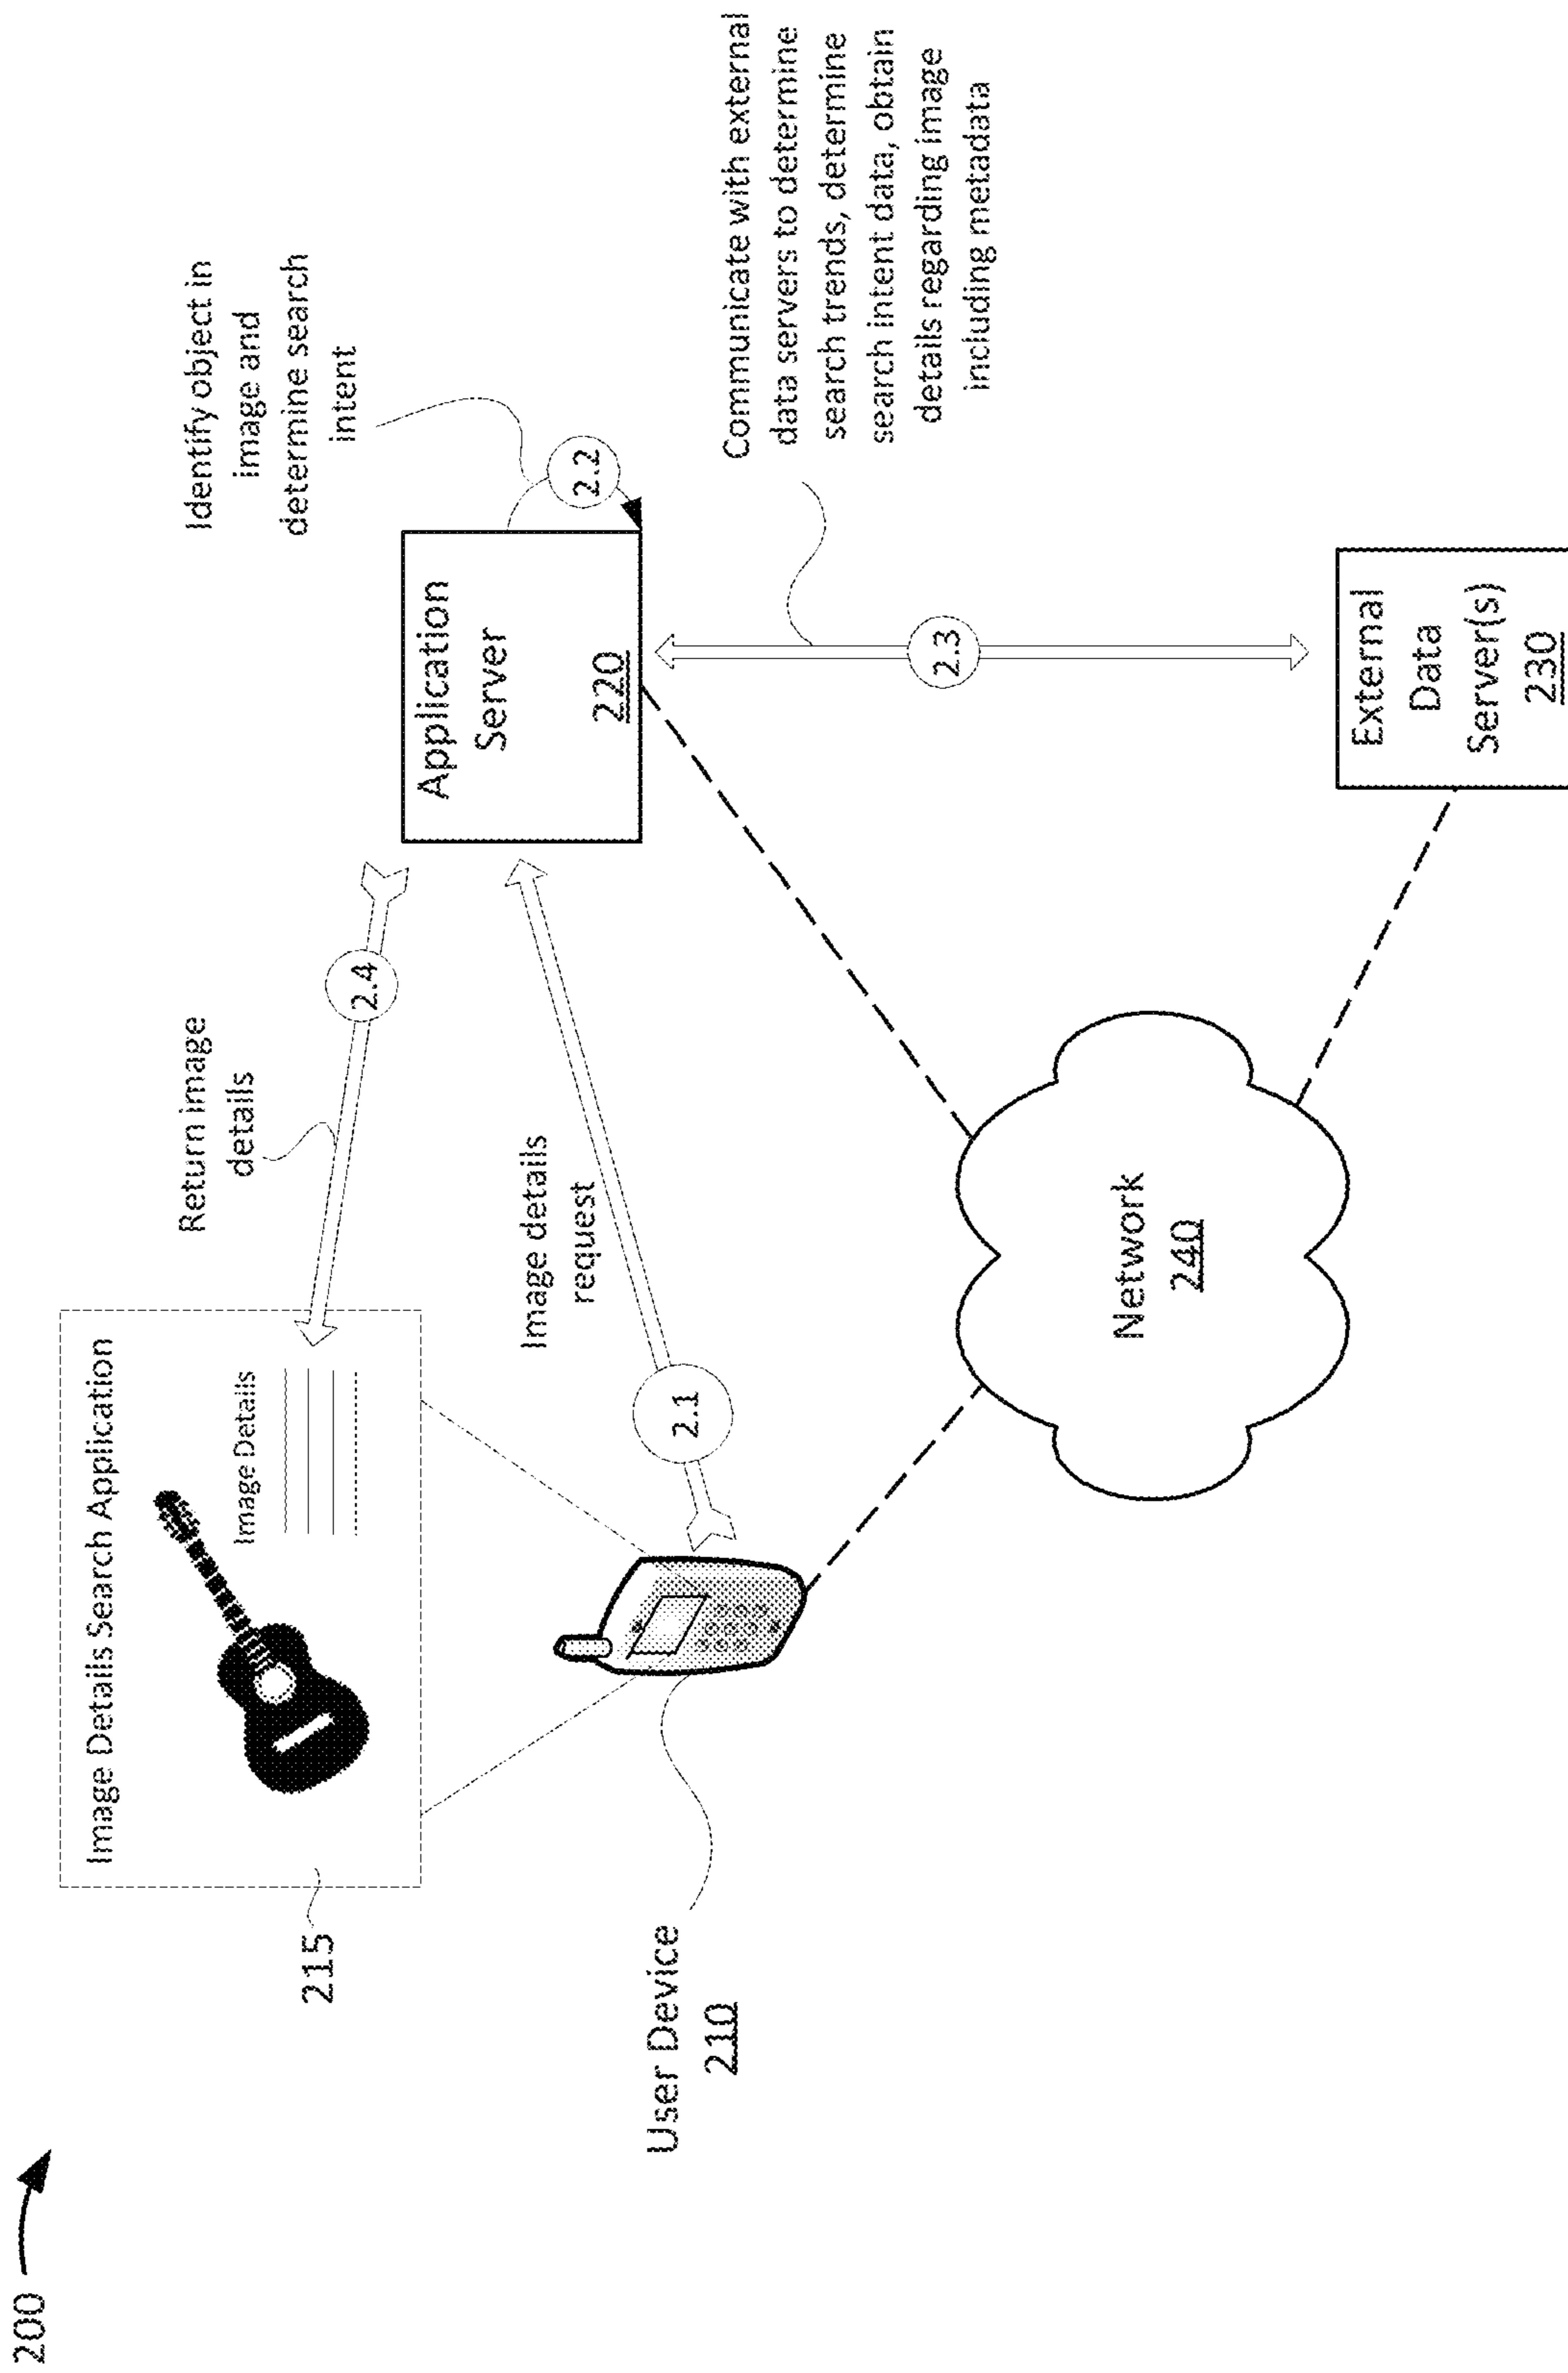 200
Image Details Search Application
Image Details
215
Return image
details
2.4
Identify object in
image and
determine search
intent
2.2
Application
Server
220
Image details
request
2.1
User Device
210
Communicate with external
data servers to determine
search trends, determine
search intent data, obtain
details regarding image
including metadata
2.3
Network
240
External
Data
Server(s)
230